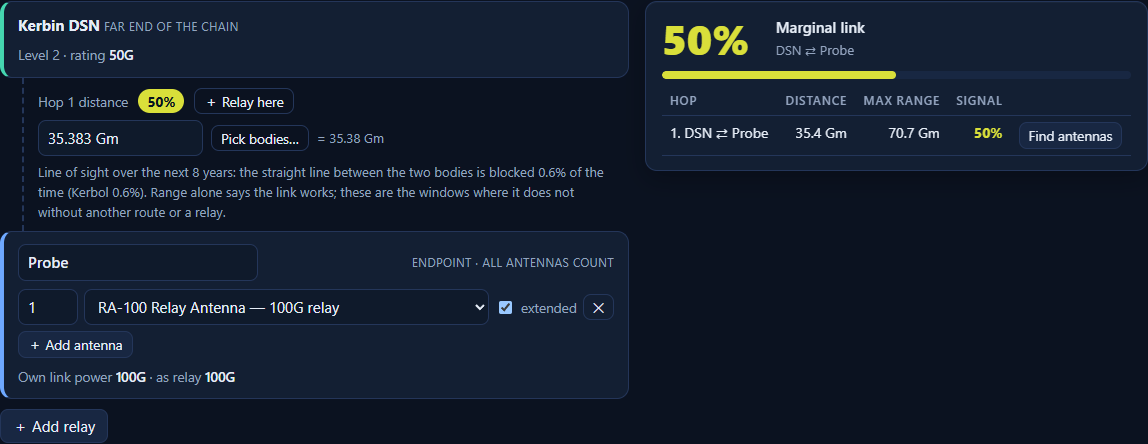 Kerbin DSN FAR END OF THE CHAIN
Level 2 · rating 50G
Hop 1 distance 50% + Relay here
35.383 Gm Pick bodies... = 35.38 Gm
Line of sight over the next 8 years: the straight line between the two bodies is blocked 0.6% of the
time (Kerbol 0.6%). Range alone says the link works; these are the windows where it does not
without another route or a relay.
Probe ENDPOINT · ALL ANTENNAS COUNT
1 RA-100 Relay Antenna — 100G relay extended ×
+ Add antenna
Own link power 100G · as relay 100G
+ Add relay
50% Marginal link
DSN ⇄ Probe
HOP DISTANCE MAX RANGE SIGNAL
1. DSN ⇄ Probe 35.4 Gm 70.7 Gm 50% Find antennas